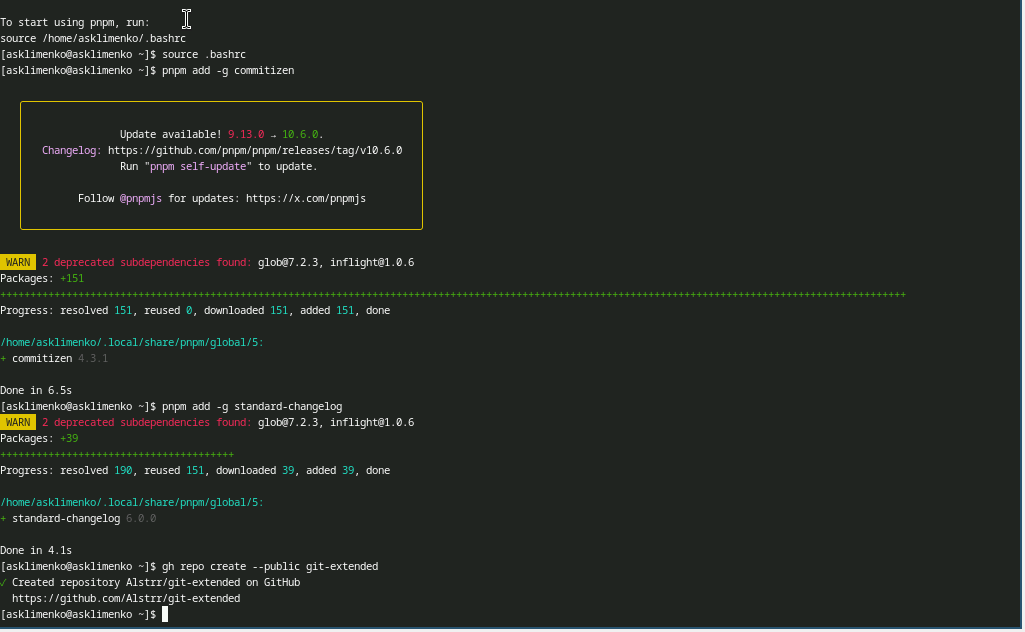 To start using pnpm, run:
source /home/asklimenko/.bashrc
[asklimenko@asklimenko ~]$ source .bashrc
[asklimenko@asklimenko ~]$ pnpm add -g commitizen
Update available! 9.13.0 → 10.6.0.
Changelog: https://github.com/pnpm/pnpm/releases/tag/v10.6.0
Run "pnpm self-update" to update.
Follow @pnpmjs for updates: https://x.com/pnpmjs
WARN 2 deprecated subdependencies found: glob@7.2.3, inflight@1.0.6
Packages: +151
+++++++++++++++++++++++++++++++++++++++++++++++++++++++++++++++++++++++++++++++++++++++++++++++++++++++++++++++++++++++++++++++++++++++++++++++++++++++
Progress: resolved 151, reused 0, downloaded 151, added 151, done
/home/asklimenko/.local/share/pnpm/global/5:
+ commitizen 4.3.1
Done in 6.5s
[asklimenko@asklimenko ~]$ pnpm add -g standard-changelog
WARN 2 deprecated subdependencies found: glob@7.2.3, inflight@1.0.6
Packages: +39
+++++++++++++++++++++++++++++++++++++++
Progress: resolved 190, reused 151, downloaded 39, added 39, done
/home/asklimenko/.local/share/pnpm/global/5:
+ standard-changelog 6.0.0
Done in 4.1s
[asklimenko@asklimenko ~]$ gh repo create --public git-extended
✓ Created repository Alstrr/git-extended on GitHub
https://github.com/Alstrr/git-extended
[asklimenko@asklimenko ~]$